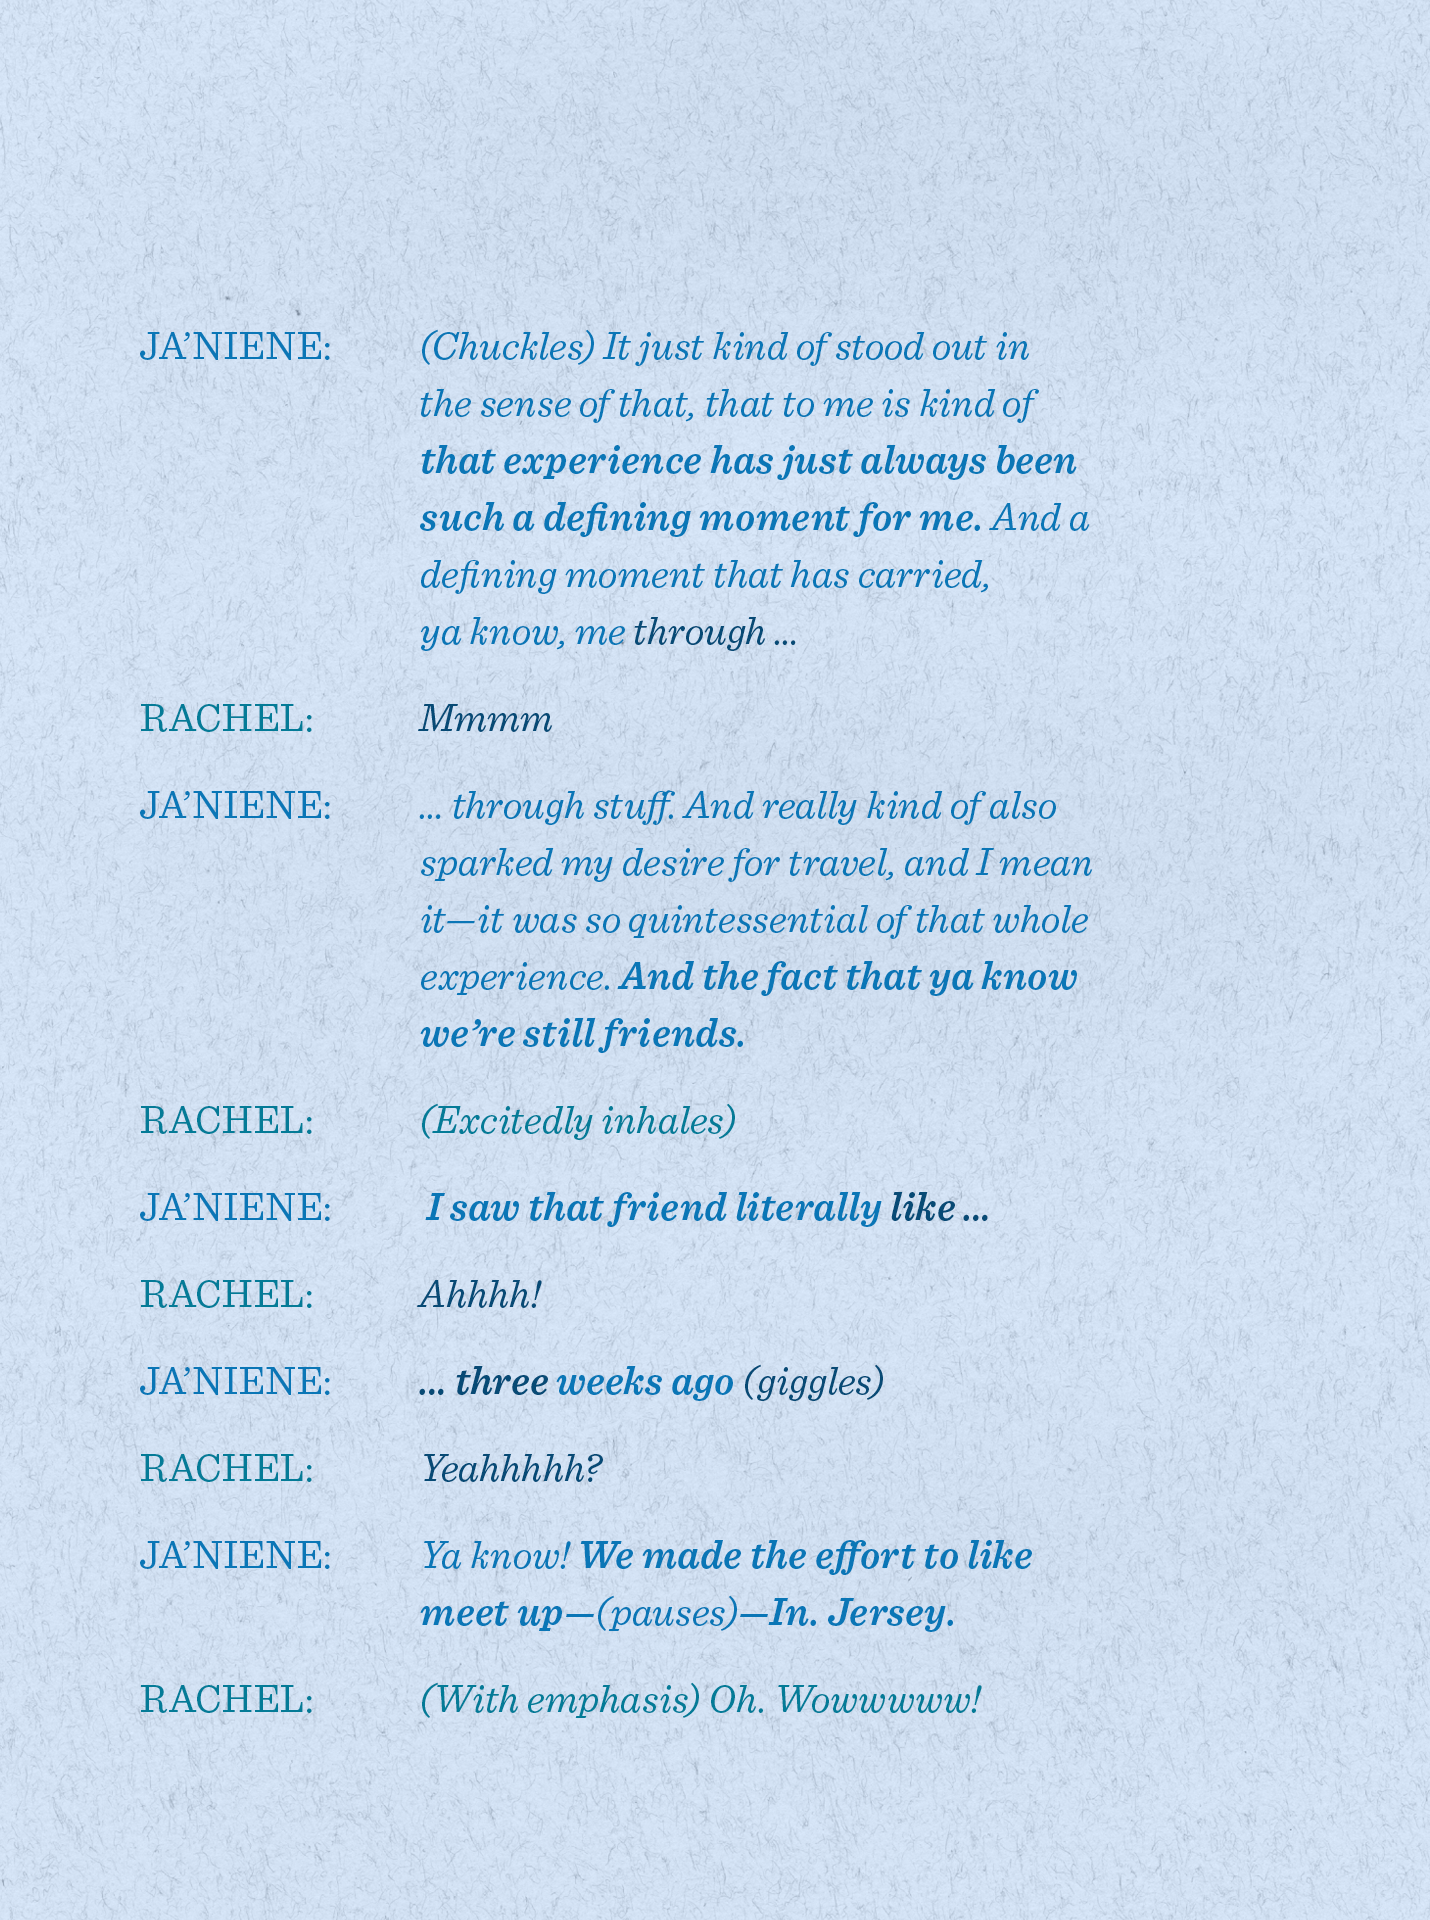 JA’NIENE: (Chuckles) It just kind of stood out in
the sense of that, that to me is kind of
that experience has just always been
such a defining moment for me. And a
defining moment that has carried,
ya know, me through ...
RACHEL: Mmmm
JA’NIENE: ... through stuff. And really kind of also
sparked my desire for travel, and I mean
it—it was so quintessential of that whole
experience. And the fact that ya know
we’re still friends.
RACHEL: (Excitedly inhales)
JA’NIENE: I saw that friend literally like ...
RACHEL: Ahhhh!
JA’NIENE: ... three weeks ago (giggles)
RACHEL: Yeahhhhh?
JA’NIENE: Ya know! We made the effort to like
meet up—(pauses)—In. Jersey.
RACHEL: (With emphasis) Oh. Wowwwww!